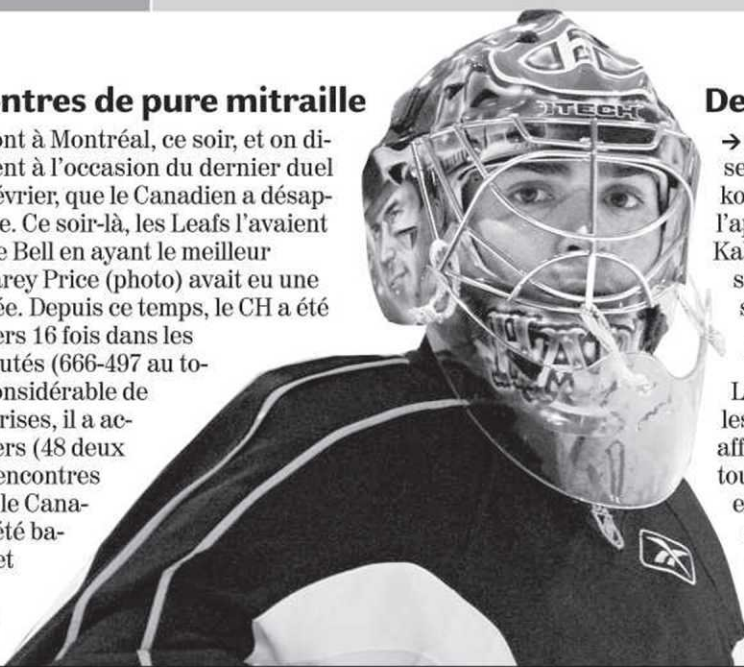 ntres de pure mitraille
ont à Montréal, ce soir, et on di-
ent à l'occasion du dernier duel
évrier, que le Canadien a désap-
e. Ce soir-là, les Leafs l'avaient
e Bell en ayant le meilleur
arey Price (photo) avait eu une
ée. Depuis ce temps, le CH a été
ers 16 fois dans les
utés (666-497 au to-
onsidérable de
rises, il a ac-
ers (48 deux
encontres
le Cana-
été ba-
et
ITECH
De
→
se
ko
l'ap
Ka
s
s
L
les
aff
tou
e